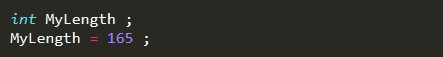 int MyLength ;
MyLength = 165 ;